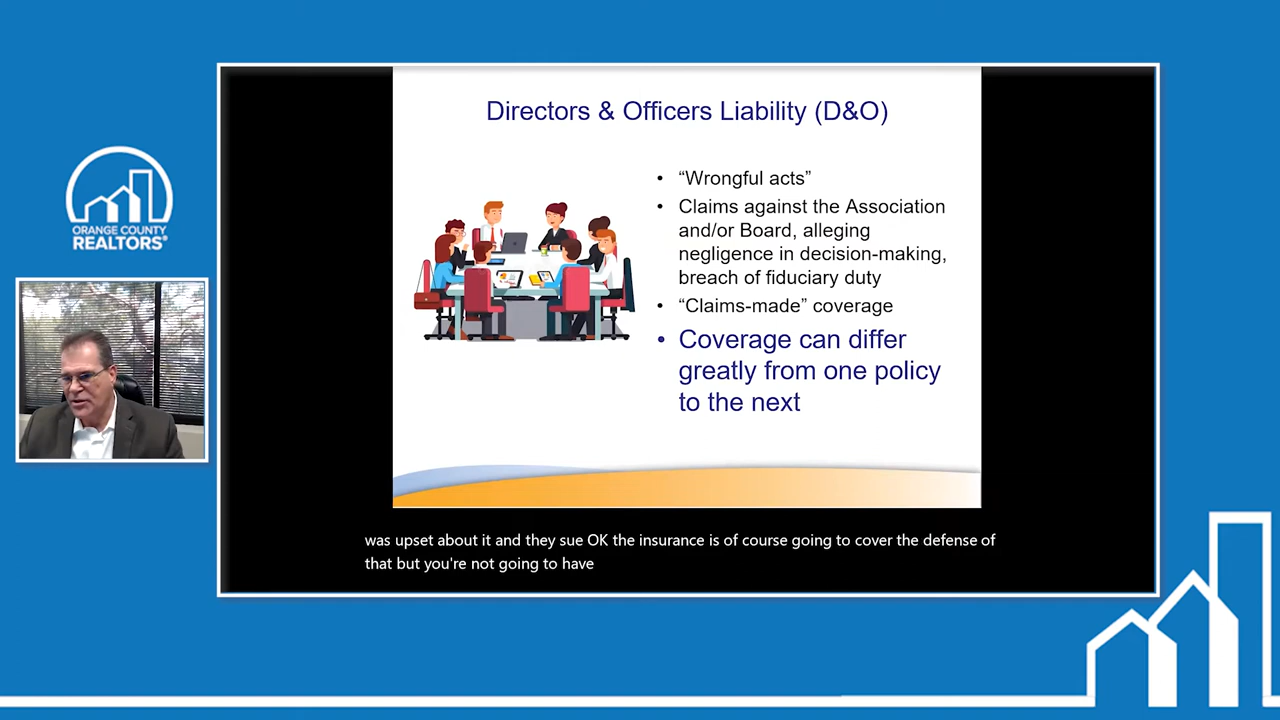 ORANGE COUNTY
REALTORS®
Directors & Officers Liability (D&O)
• “Wrongful acts”
• Claims against the Association
and/or Board, alleging
negligence in decision-making,
breach of fiduciary duty
• “Claims-made” coverage
• Coverage can differ
greatly from one policy
to the next
was upset about it and they sue OK the insurance is of course going to cover the defense of
that but you're not going to have